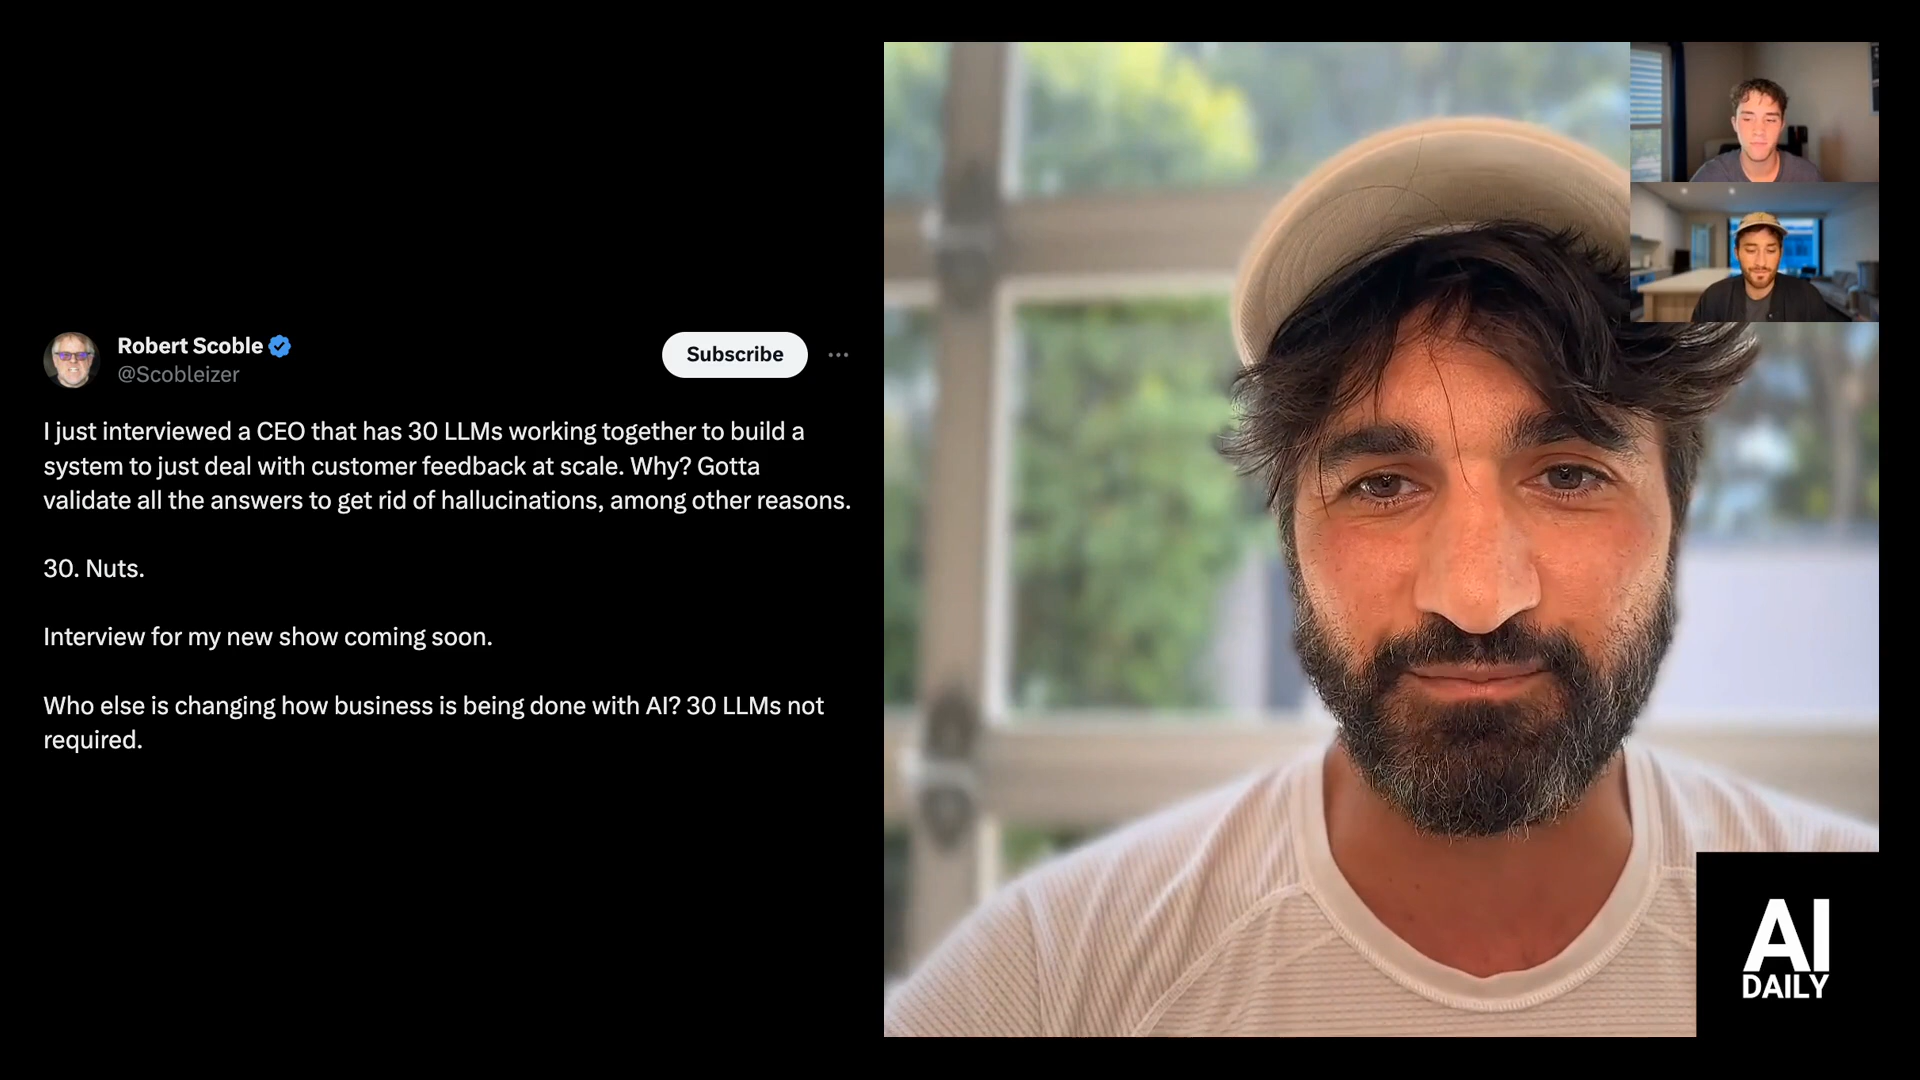 Robert Scoble
@Scobleizer
Subscribe
I just interviewed a CEO that has 30 LLMs working together to build a
system to just deal with customer feedback at scale. Why? Gotta
validate all the answers to get rid of hallucinations, among other reasons.
30. Nuts.
Interview for my new show coming soon.
Who else is changing how business is being done with AI? 30 LLMs not
required.
AI
DAILY